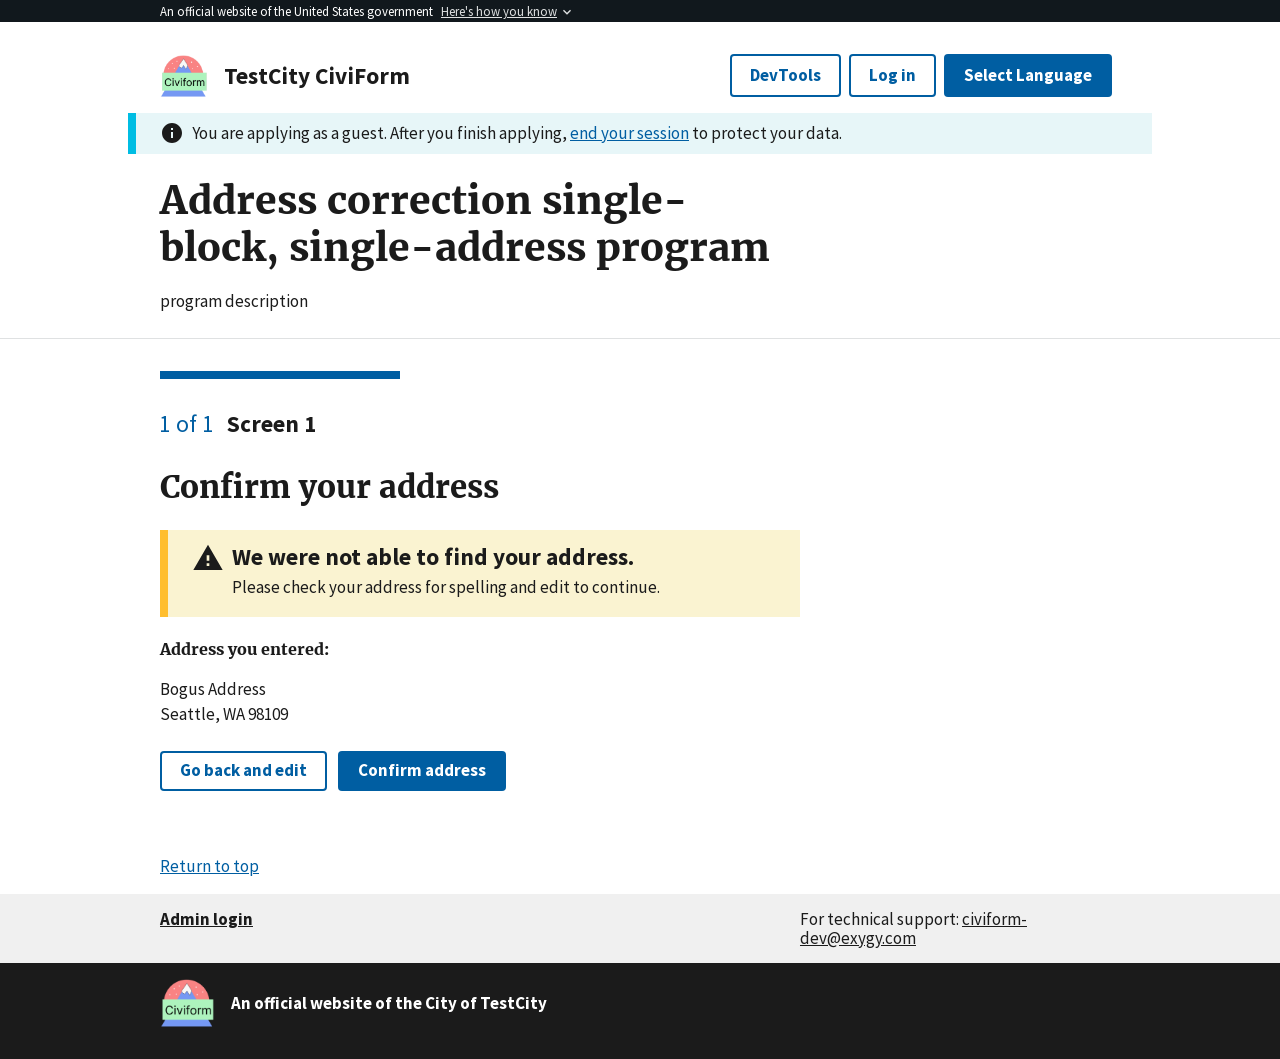 An official website of the United States government Here's how you know
Civiform
TestCity CiviForm
DevTools
Log in
Select Language
You are applying as a guest. After you finish applying, end your session to protect your data.
Address correction single-
block, single-address program
program description
1 of 1 Screen 1
Confirm your address
We were not able to find your address.
Please check your address for spelling and edit to continue.
Address you entered:
Bogus Address
Seattle, WA 98109
Go back and edit
Confirm address
Return to top
Admin login
For technical support: civiform-
dev@exygy.com
Civiform
An official website of the City of TestCity